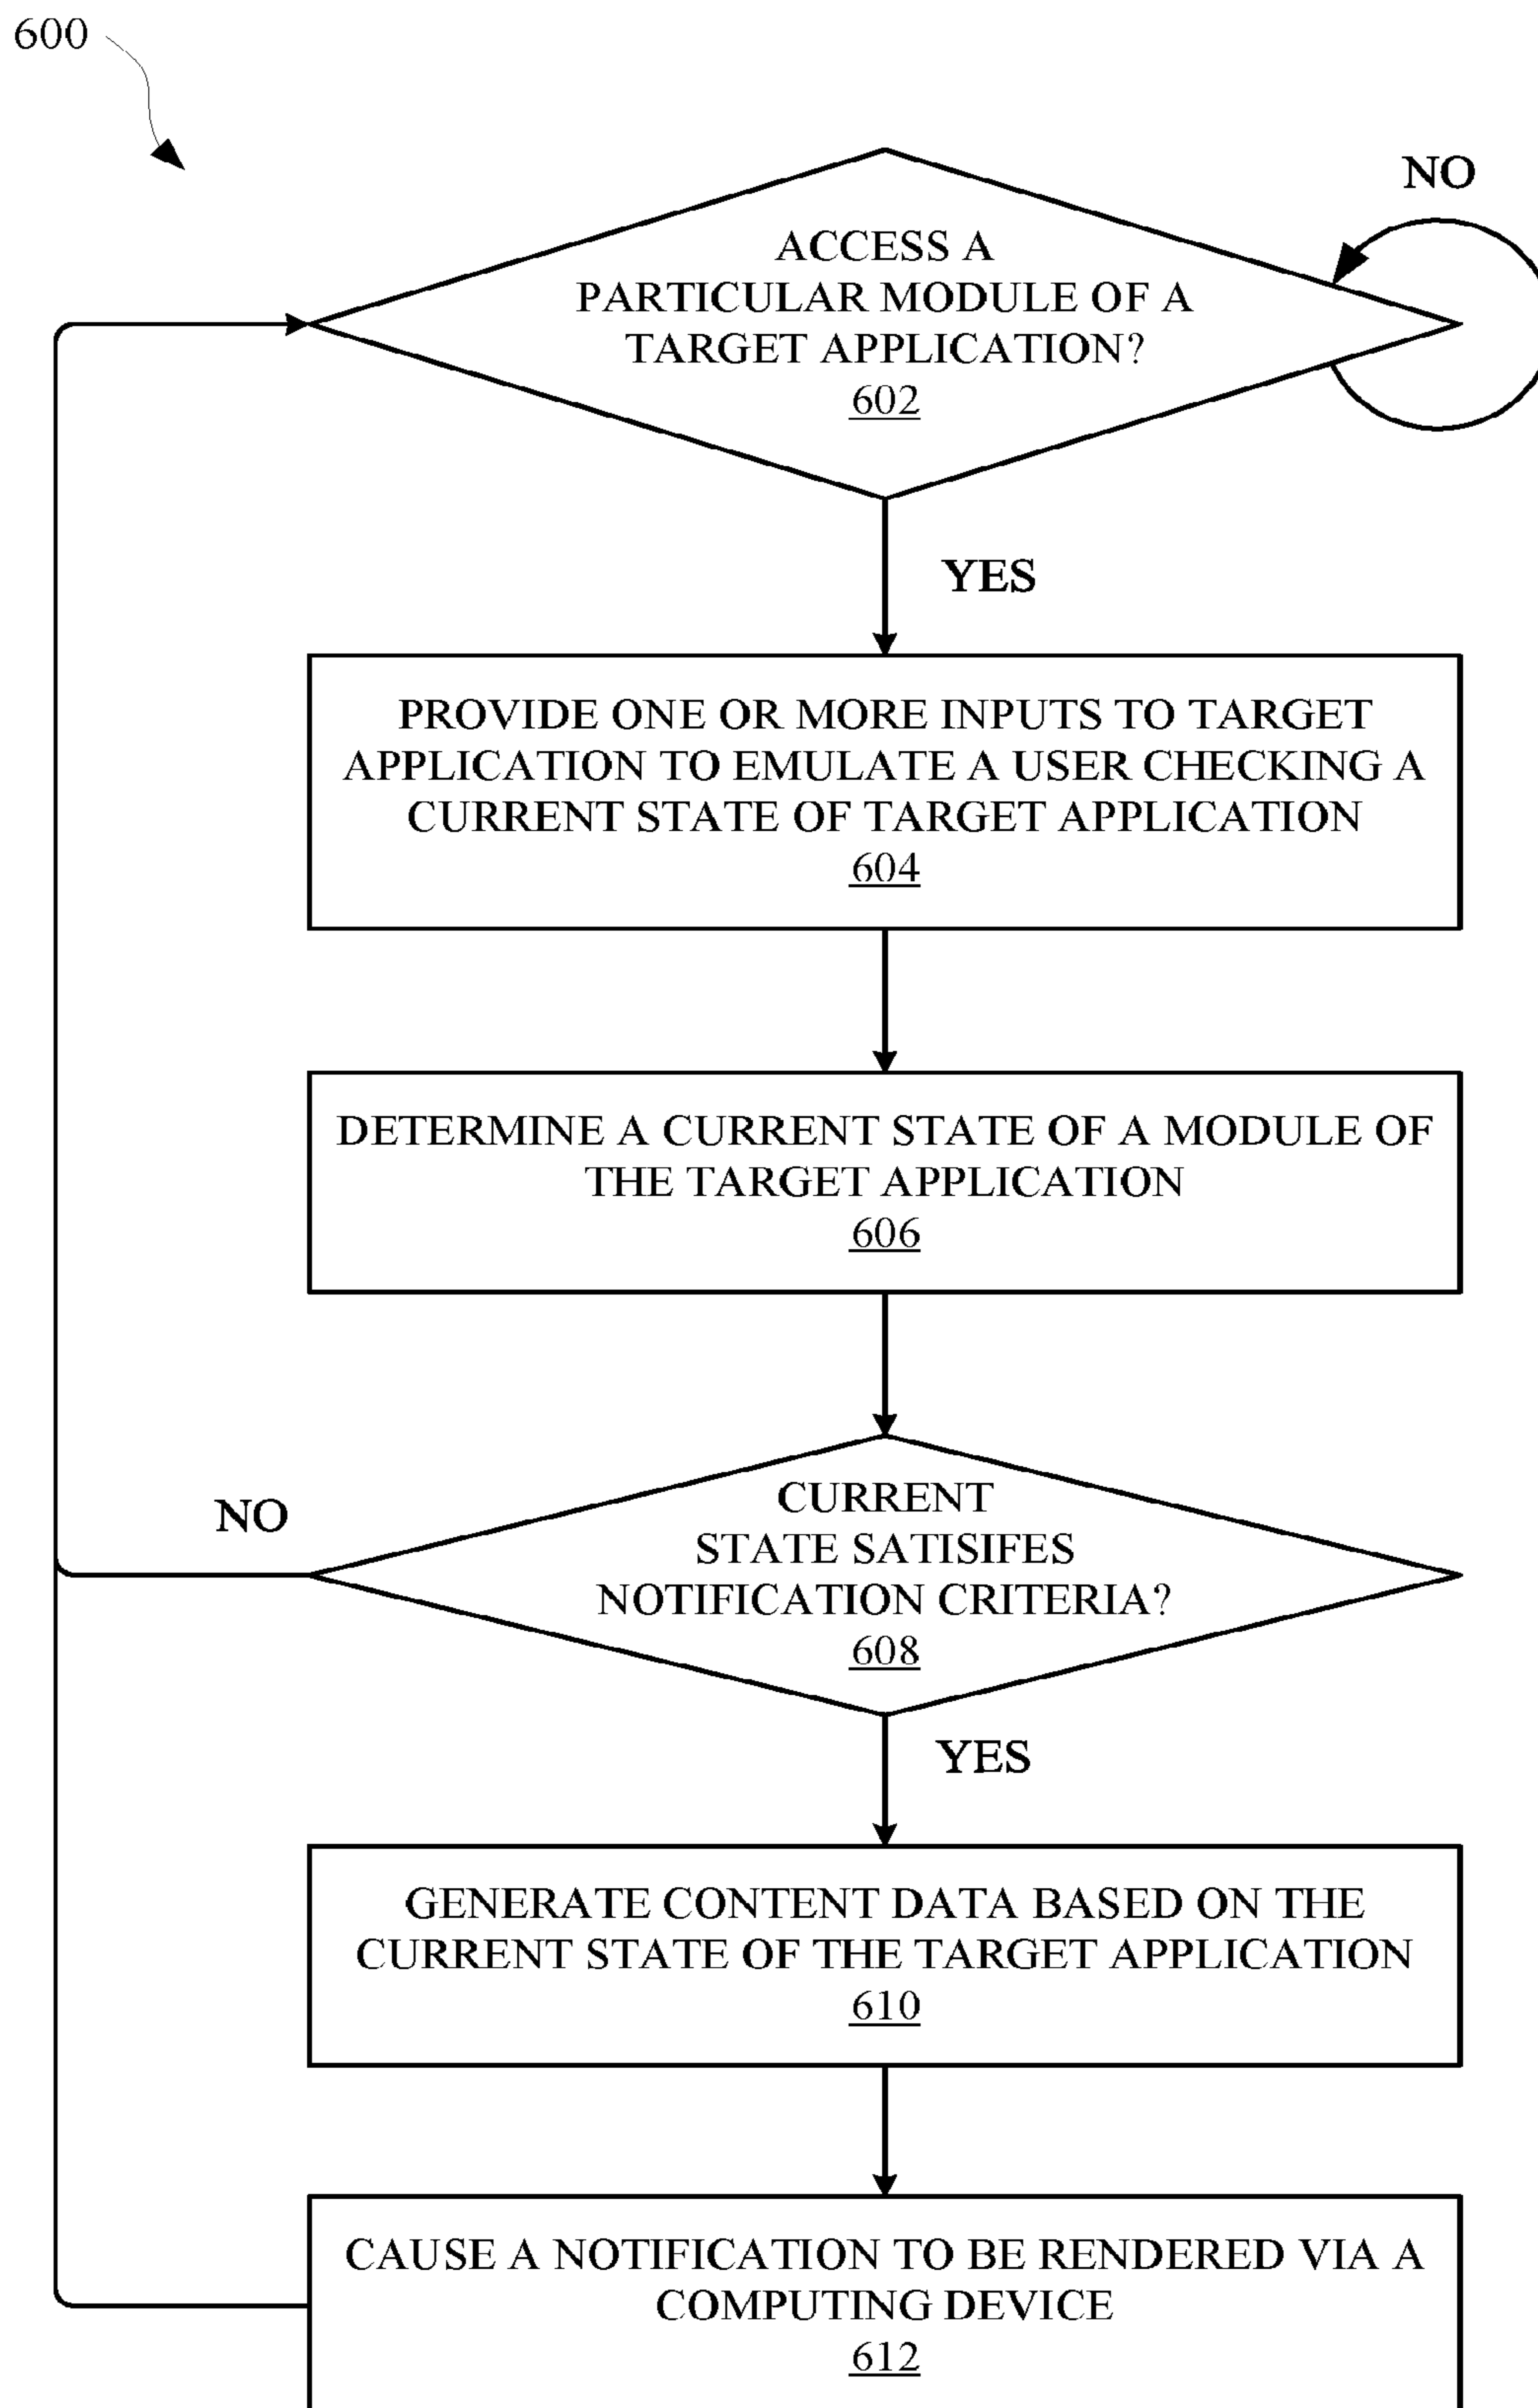 600
NO
ACCESS A
PARTICULAR MODULE OF A
TARGET APPLICATION?
602
YES
PROVIDE ONE OR MORE INPUTS TO TARGET
APPLICATION TO EMULATE A USER CHECKING A
CURRENT STATE OF TARGET APPLICATION
604
DETERMINE A CURRENT STATE OF A MODULE OF
THE TARGET APPLICATION
606
CURRENT
STATE SATISIFES
NOTIFICATION CRITERIA?
608
NO
YES
GENERATE CONTENT DATA BASED ON THE
CURRENT STATE OF THE TARGET APPLICATION
610
CAUSE A NOTIFICATION TO BE RENDERED VIA A
COMPUTING DEVICE
612